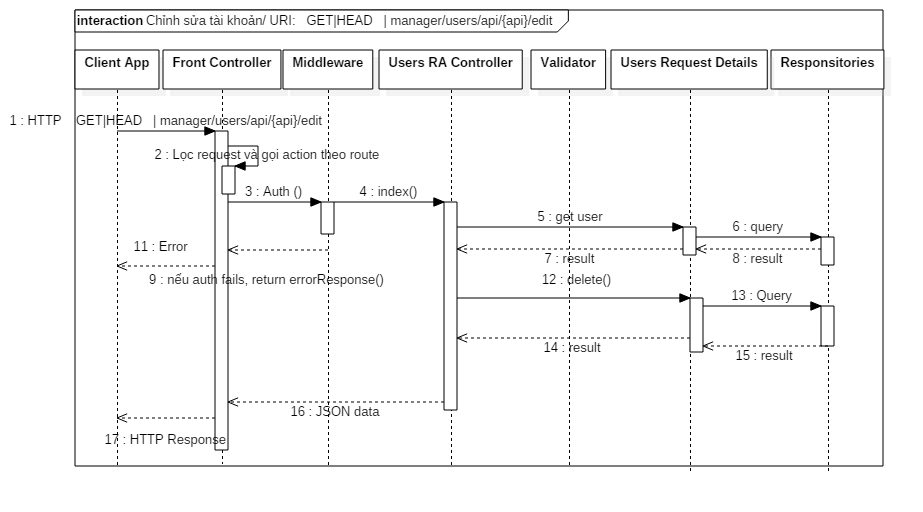 interaction Chỉnh sửa tài khoản/ URI: GET|HEAD | manager/users/api/{api}/edit
Client App
Front Controller
Middleware
Users RA Controller
Validator
Users Request Details
Responsitories
1 : HTTP GET|HEAD | manager/users/api/{api}/edit
2 : Lọc request và gọi action theo route
3 : Auth ()
4 : index()
5 : get user
6 : query
11 : Error
7 : result
8 : result
9 : nếu auth fails, return errorResponse()
12 : delete()
13 : Query
14 : result
15 : result
16 : JSON data
17 : HTTP Response